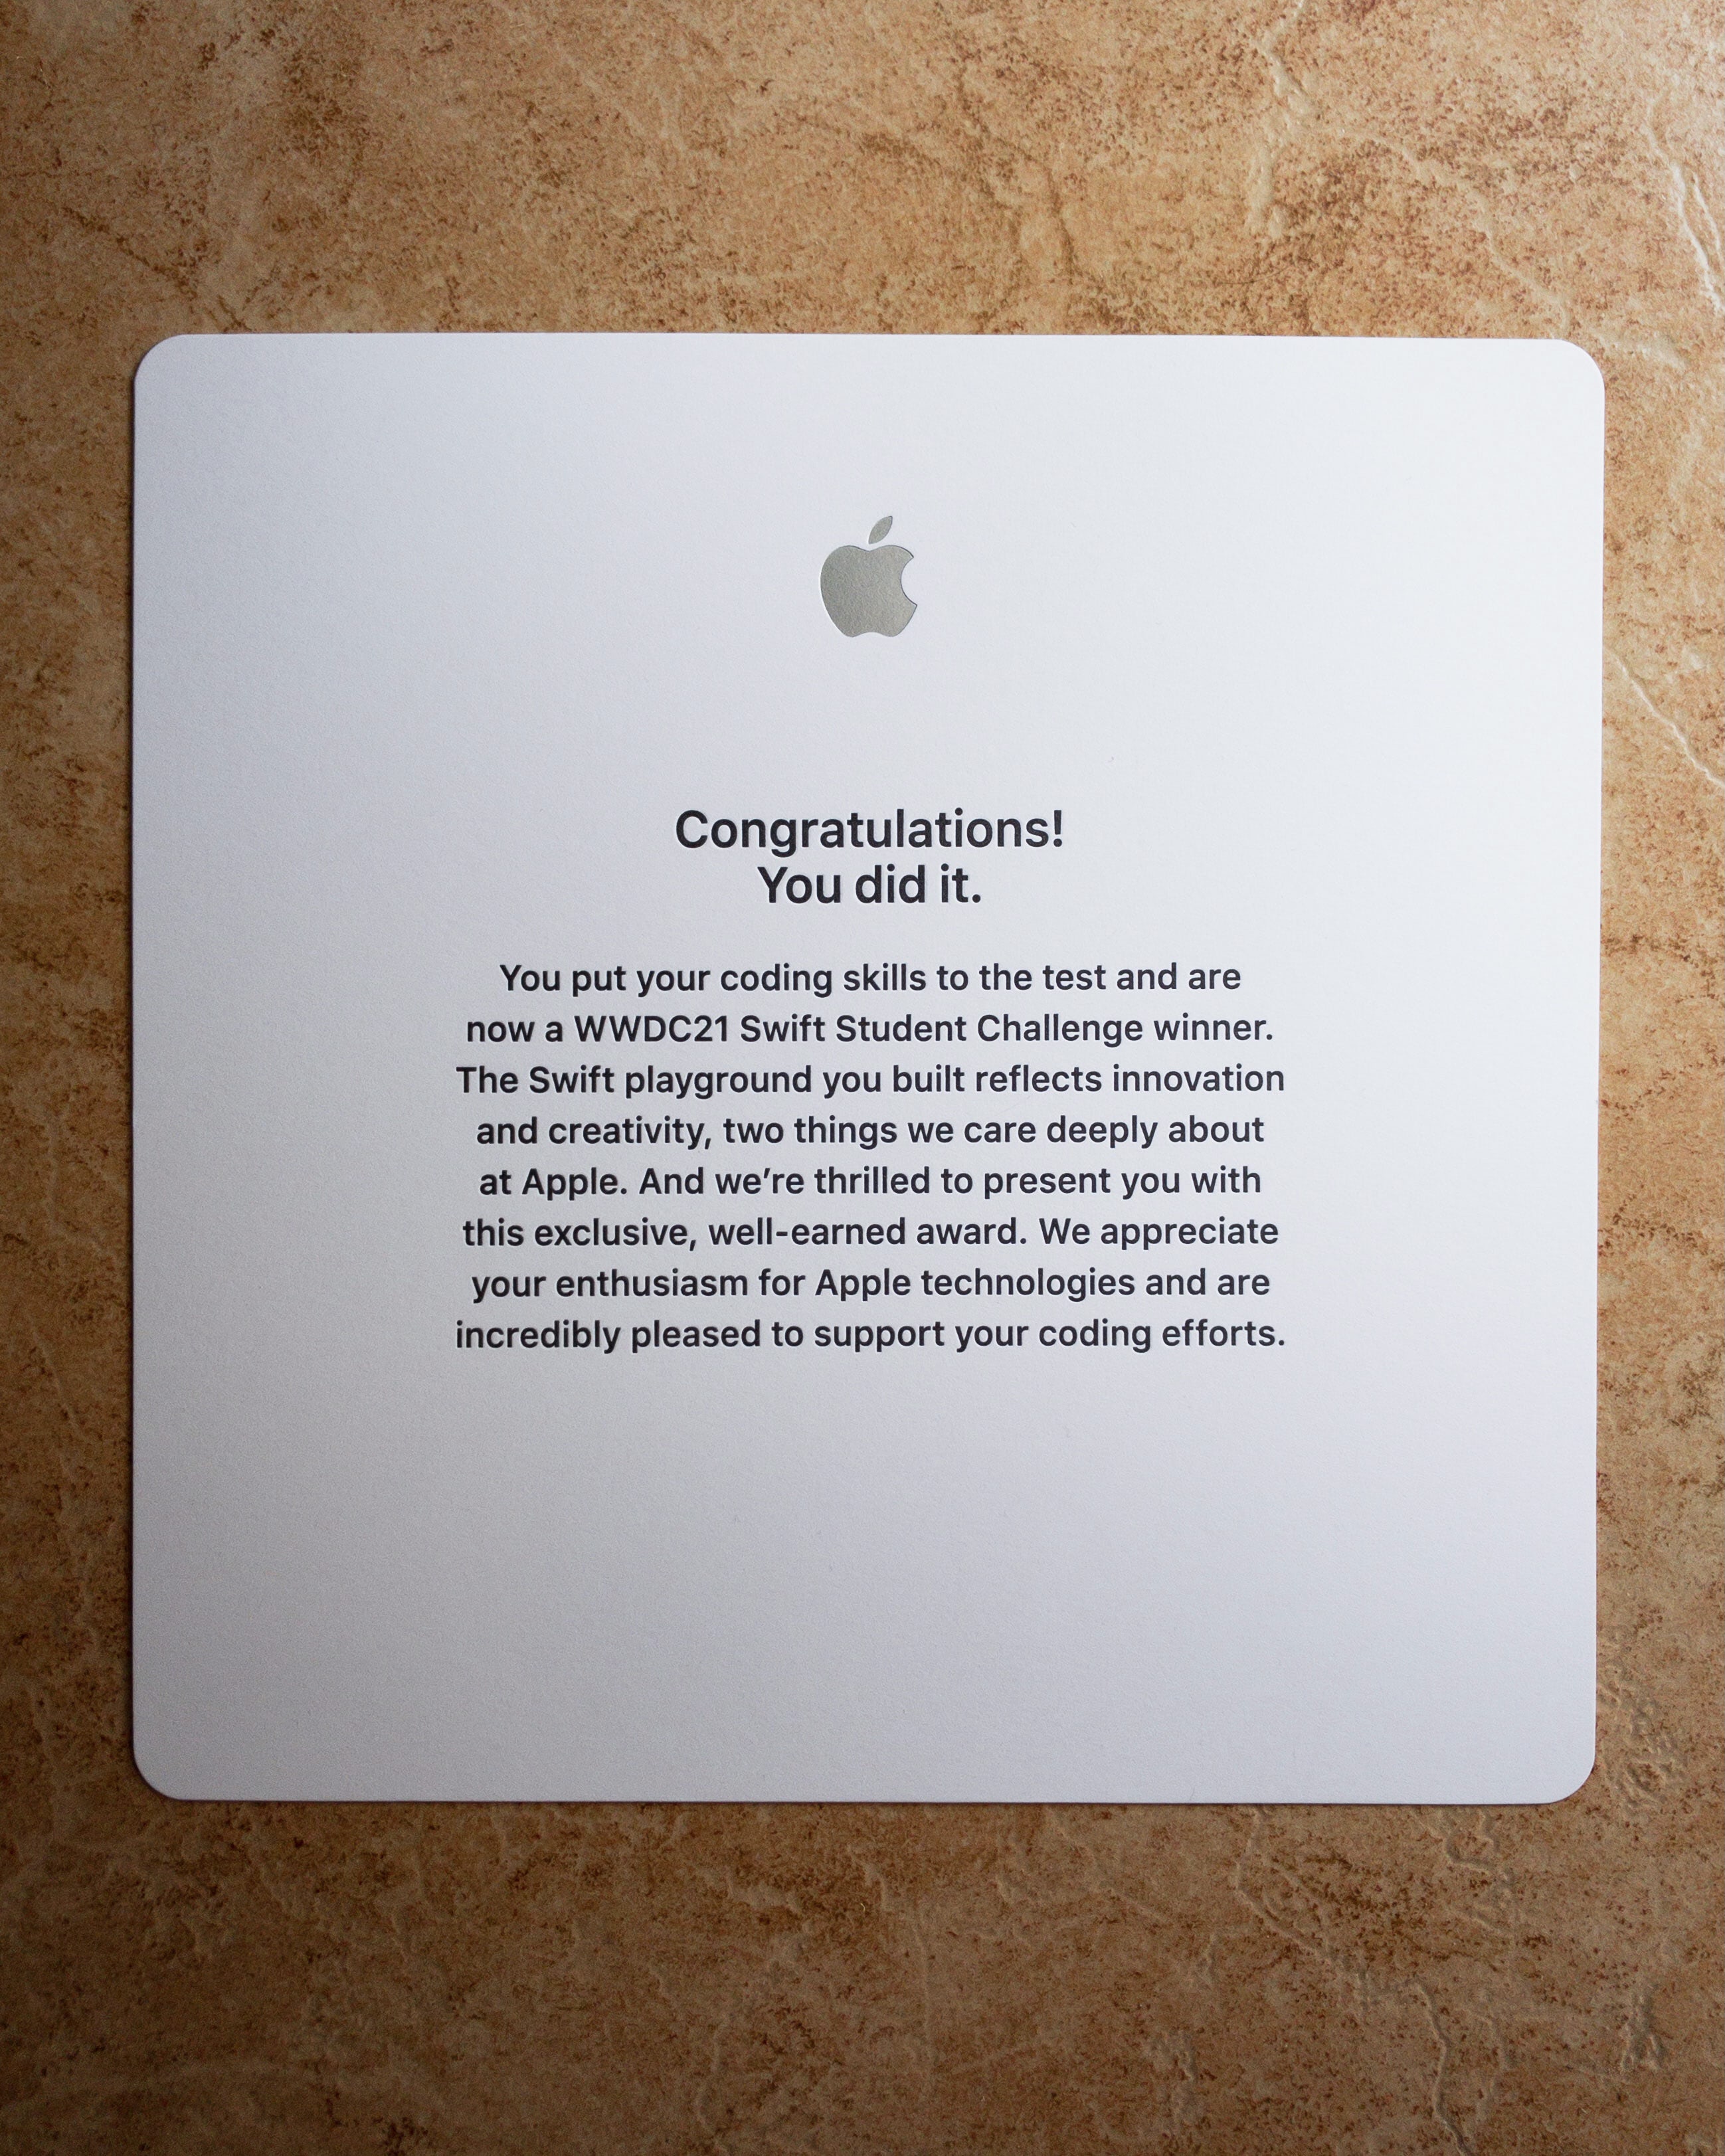 Congratulations!
You did it.
You put your coding skills to the test and are
now a WWDC21 Swift Student Challenge winner.
The Swift playground you built reflects innovation
and creativity, two things we care deeply about
at Apple. And we’re thrilled to present you with
this exclusive, well-earned award. We appreciate
your enthusiasm for Apple technologies and are
incredibly pleased to support your coding efforts.